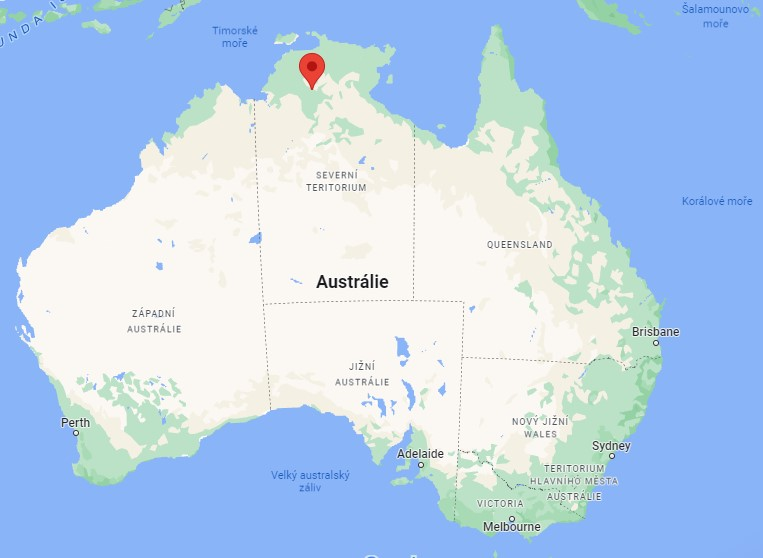 Šalamounovo
moře
Timorské
moře
UNDA
SEVERNÍ
TERITORIUM
Korálové moře
QUEENSLAND
Austrálie
ZÁPADNÍ
AUSTRÁLIE
Brisbane
JIŽNÍ
AUSTRÁLIE
Perth
NOVÝ JIŽNÍ
WALES
Sydney
Adelaide
TERITORIUM
HLAVNÍHO MĚSTA
AUSTRÁLIE
Velký australský
záliv
VICTORIA
Melbourne